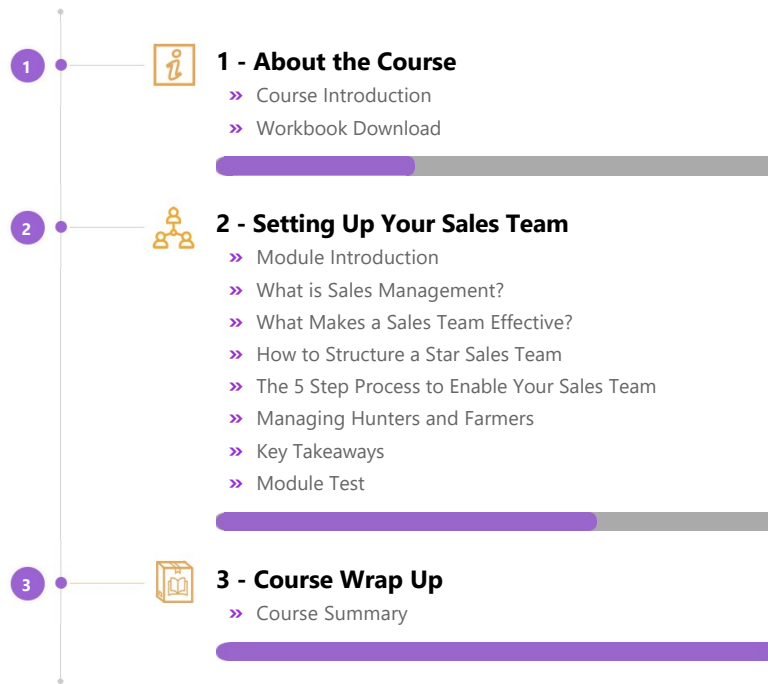 1
1 - About the Course
» Course Introduction
» Workbook Download
2
2 - Setting Up Your Sales Team
» Module Introduction
» What is Sales Management?
» What Makes a Sales Team Effective?
» How to Structure a Star Sales Team
» The 5 Step Process to Enable Your Sales Team
» Managing Hunters and Farmers
» Key Takeaways
» Module Test
3
3 - Course Wrap Up
» Course Summary